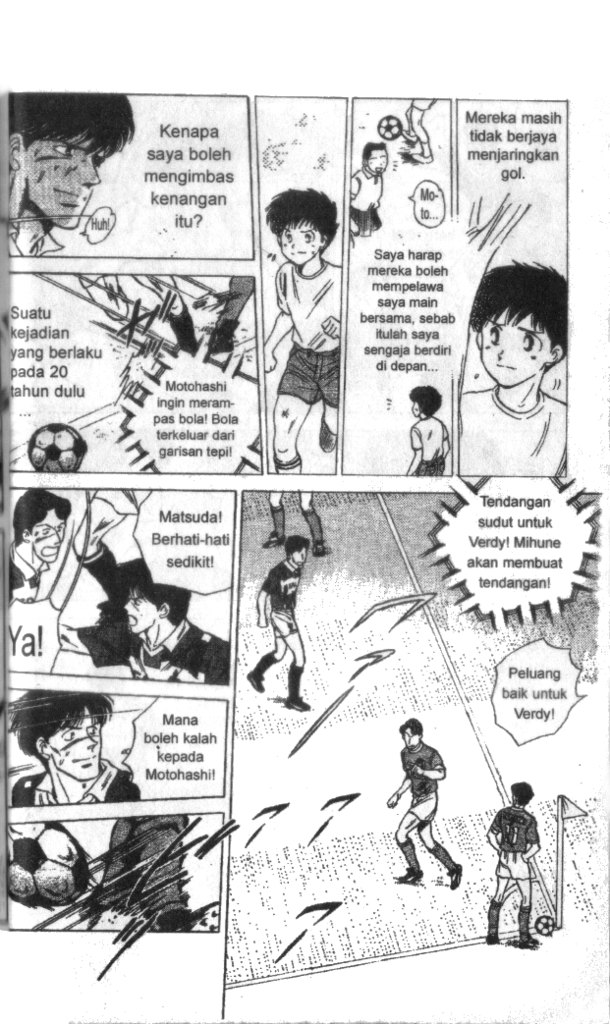 Kenapa
saya boleh
mengimbas
kenangan
itu?
Huh!
Mo-
to...
Mereka masih
tidak berjaya
menjaringkan
gol.
Saya harap
mereka boleh
mempelawa
saya main
bersama, sebab
itulah saya
sengaja berdiri
di depan...
Suatu
kejadian
yang berlaku
pada 20
tahun dulu
...
Motohashi
ingin meram-
pas bola! Bola
terkeluar dari
garisan tepi!
Matsuda!
Berhati-hati
sedikit!
Ya!
Mana
boleh kalah
kepada
Motohashi!
Tendangan
sudut untuk
Verdy! Mihune
akan membuat
tendangan!
Peluang
baik untuk
Verdy!